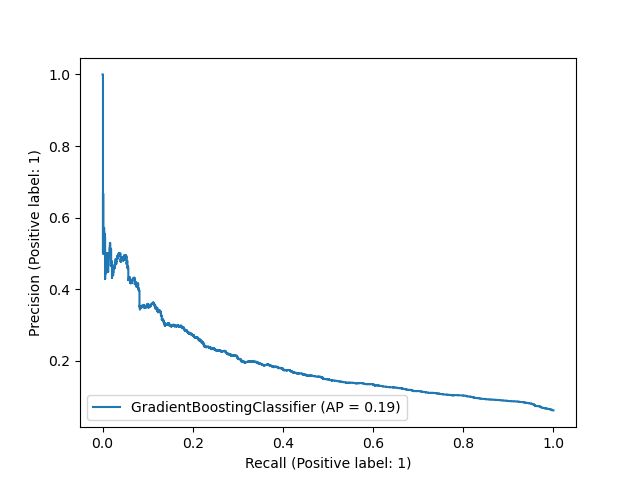 1.0
0.8
0.6
0.4
0.2
Precision (Positive label: 1)
GradientBoostingClassifier (AP = 0.19)
0.0 0.2 0.4 0.6 0.8 1.0
Recall (Positive label: 1)